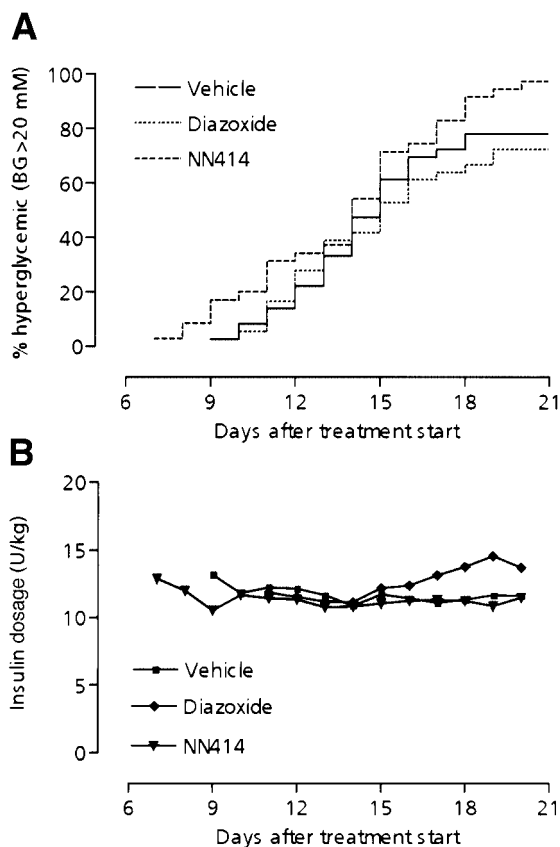 A
% hyperglycemic (BG>20 mM)
100
80
60
40
20
0
Vehicle
Diazoxide
NN414
6 9 12 15 18 21
Days after treatment start
B
Insulin dosage (U/kg)
20
15
10
5
0
Vehicle
Diazoxide
NN414
6 9 12 15 18 21
Days after treatment start